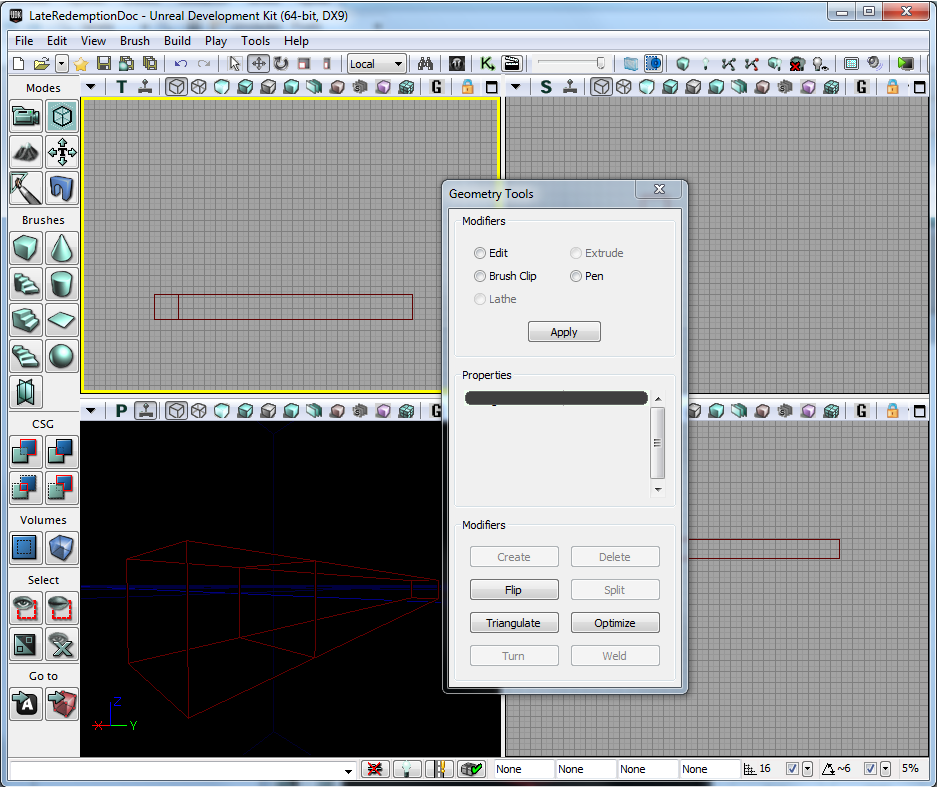 LateRedemptionDoc - Unreal Development Kit (64-bit, DX9)
File Edit View Brush Build Play Tools Help
Local
Modes
T
G
S
G
Brushes
Geometry Tools
Modifiers
Edit
Extrude
Brush Clip
Pen
Lathe
Apply
Properties
P
G
G
CSG
Volumes
Modifiers
Create
Delete
Flip
Split
Triangulate
Optimize
Turn
Weld
Select
Go to
A
Z
X
Y
None
None
None
None
16
~6
5%